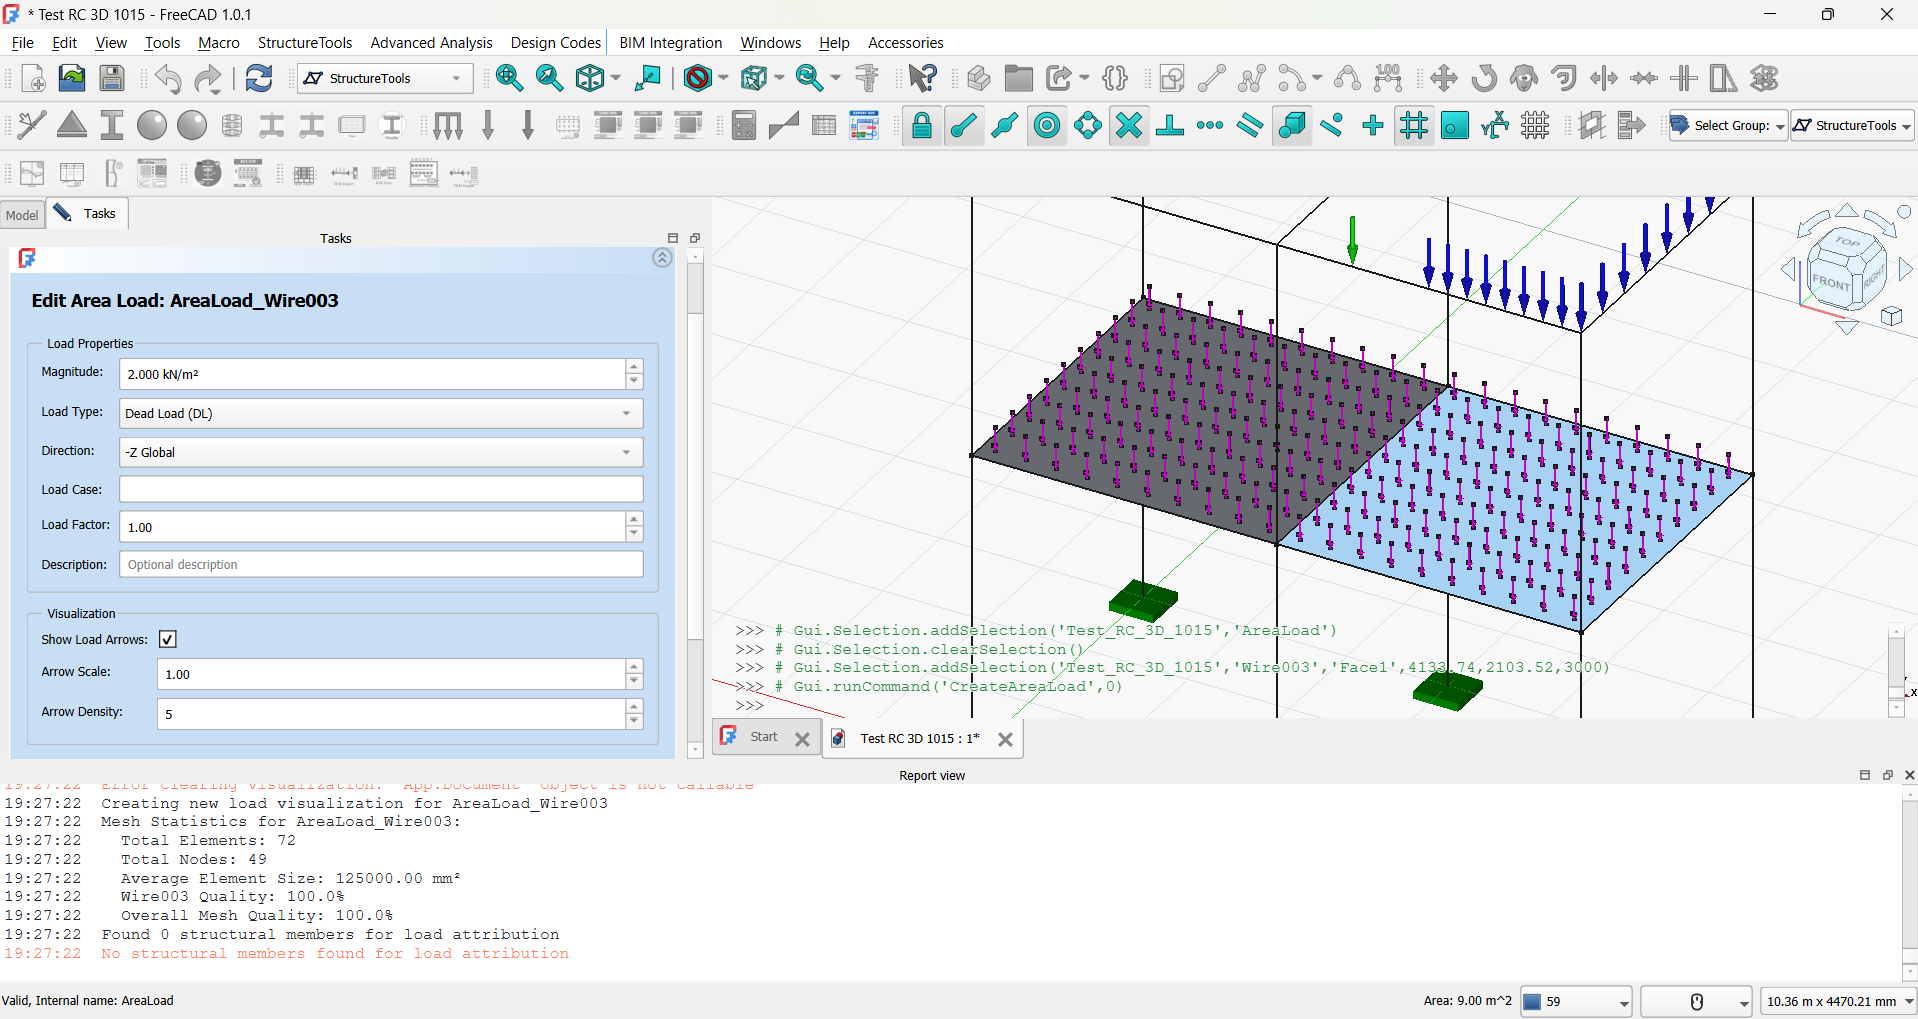 * Test RC 3D 1015 - FreeCAD 1.0.1
File Edit View Tools Macro StructureTools Advanced Analysis Design Codes BIM Integration Windows Help Accessories
StructureTools
1.00
Select Group:
StructureTools
Model
Tasks
Tasks
Edit Area Load: AreaLoad_Wire003
Load Properties
Magnitude: 2.000 kN/m²
Load Type: Dead Load (DL)
Direction: -Z Global
Load Case:
Load Factor: 1.00
Description: Optional description
Visualization
Show Load Arrows:
Arrow Scale: 1.00
Arrow Density: 5
TOP
FRONT
RIGHT
>>> # Gui.Selection.addSelection('Test_RC_3D_1015','AreaLoad')
>>> # Gui.Selection.clearSelection()
>>> # Gui.Selection.addSelection('Test_RC_3D_1015','Wire003','Face1',4133.74,2103.52,3000)
>>> # Gui.runCommand('CreateAreaLoad',0)
>>>
x
Start
Test RC 3D 1015 : 1*
Report view
19:27:22 Error clearing visualization: 'App.Document' object is not callable
19:27:22 Creating new load visualization for AreaLoad_Wire003
19:27:22 Mesh Statistics for AreaLoad_Wire003:
19:27:22 Total Elements: 72
19:27:22 Total Nodes: 49
19:27:22 Average Element Size: 125000.00 mm²
19:27:22 Wire003 Quality: 100.0%
19:27:22 Overall Mesh Quality: 100.0%
19:27:22 Found 0 structural members for load attribution
19:27:22 No structural members found for load attribution
Valid, Internal name: AreaLoad
Area: 9.00 m^2
59
10.36 m x 4470.21 mm